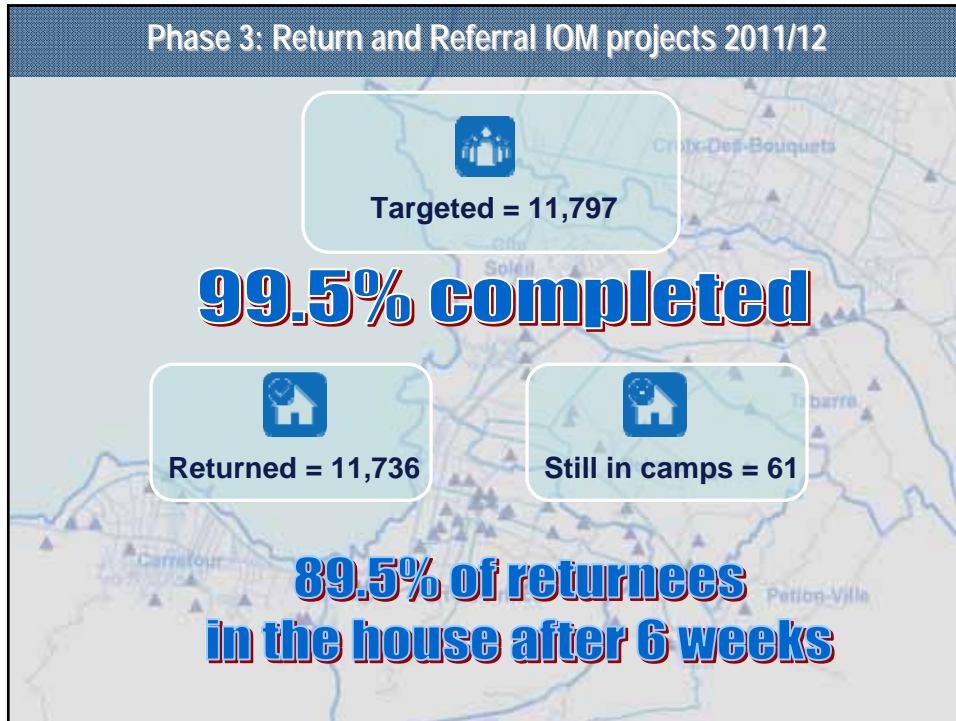 Phase 3: Return and Referral IOM projects 2011/12
Croix-Des-Bouquets
Targeted = 11,797
Cite
Soleil
99.5% completed
Tabarre
Returned = 11,736
Still in camps = 61
Carrefour
89.5% of returnees
Petion-Ville
in the house after 6 weeks